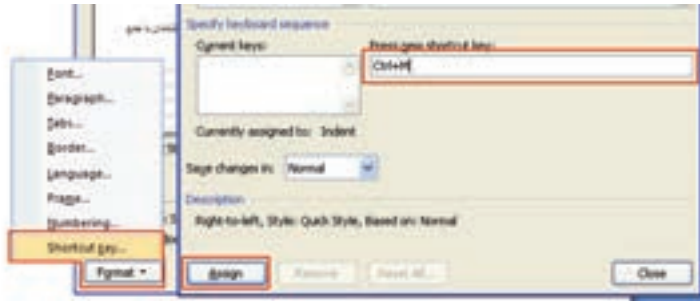 Specify keyboard sequence
Current keys:
Press new shortcut key:
Ctrl+M
Currently assigned to: Indent
Save changes in: Normal
Description
Right-to-left, Style: Quick Style, Based on: Normal
Assign
Remove
Reset All...
Close
Font...
Paragraph...
Tabs...
Border...
Language...
Frame...
Numbering...
Shortcut key...
Format